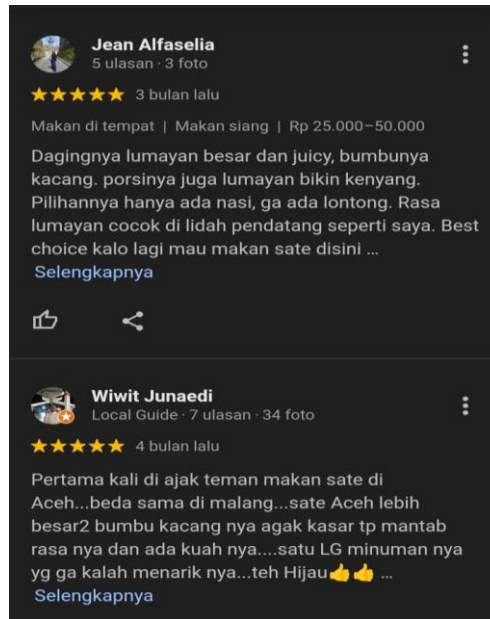 Jean Alfaselia
5 ulasan · 3 foto
3 bulan lalu
Makan di tempat | Makan siang | Rp 25.000–50.000
Dagingnya lumayan besar dan juicy, bumbunya
kacang. porsinya juga lumayan bikin kenyang.
Pilihannya hanya ada nasi, ga ada lontong. Rasa
lumayan cocok di lidah pendatang seperti saya. Best
choice kalo lagi mau makan sate disini ...
Selengkapnya
Wiwit Junaedi
Local Guide · 7 ulasan · 34 foto
4 bulan lalu
Pertama kali di ajak teman makan sate di
Aceh...beda sama di malang...sate Aceh lebih
besar2 bumbu kacang nya agak kasar tp mantab
rasa nya dan ada kuah nya....satu LG minuman nya
yg ga kalah menarik nya...teh Hijau👍👍 ...
Selengkapnya